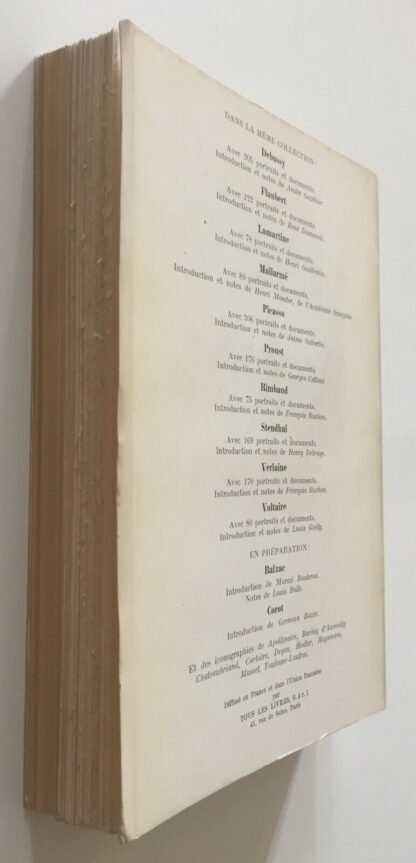 DANS LA MÊME COLLECTION :
Debussy
Avec 205 portraits et documents.
Introduction et notes de André Gauthier.
Flaubert
Avec 122 portraits et documents.
Introduction et notes de René Dumesnil.
Lamartine
Avec 78 portraits et documents.
Introduction et notes de Henri Guillemin.
Mallarmé
Avec 89 portraits et documents.
Introduction et notes de Henri Mondor, de l'Académie française
Picasso
Avec 206 portraits et documents.
Introduction et notes de Jaime Sabartès.
Proust
Avec 176 portraits et documents
Introduction et notes de Georges Cattaui
Rimbaud
Avec 75 portraits et documents.
Introduction et notes de François Ruchon.
Stendhal
Avec 169 portraits et documents.
Introduction et notes de Henry Debraye.
Verlaine
Avec 170 portraits et documents.
Introduction et notes de François Ruchon.
Voltaire
Avec 80 portraits et documents.
Introduction et notes de Louis Gielly.
EN PRÉPARATION :
Balzac
Introduction de Marcel Bouteron.
Notes de Louis
Corot
Introduction de Germain Bazin.
Et des iconographies de Apollinaire, Barbey d'Aurevilly
Chateaubriand, Corbière, Degas, Hodler, Huysmans,
Musset, Toulouse-Lautrec.
Diffusé en France et dans l'Union française
par
TOUS LES LIVRES, S. à r. l.
rue de Seine, Paris